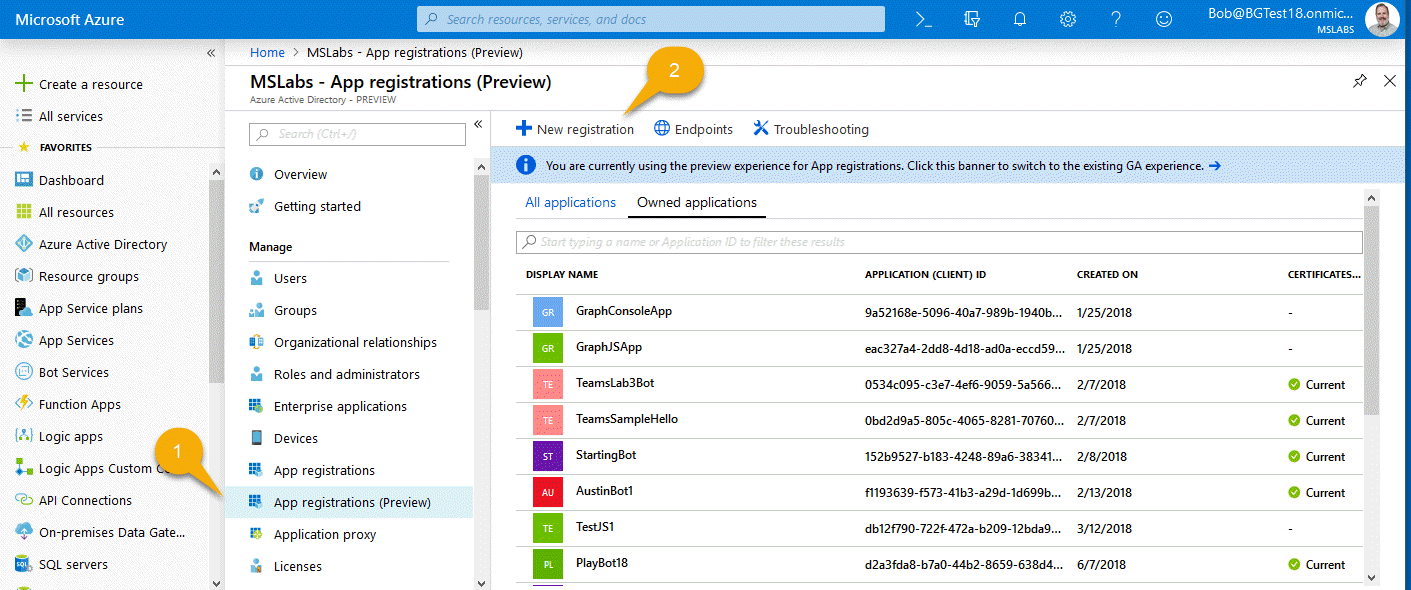 Microsoft Azure
Search resources, services, and docs
Bob@BGTest18.onmic...
MSLABS
Create a resource
All services
FAVORITES
Dashboard
All resources
Azure Active Directory
Resource groups
App Service plans
App Services
Bot Services
Function Apps
Logic apps
Logic Apps Custom
API Connections
On-premises Data Gate...
SQL servers
Home > MSLabs - App registrations (Preview)
MSLabs - App registrations (Preview)
Azure Active Directory - PREVIEW
Search (Ctrl+/)
Overview
Getting started
Manage
Users
Groups
Organizational relationships
Roles and administrators
Enterprise applications
Devices
App registrations
1
App registrations (Preview)
Application proxy
Licenses
2
New registration Endpoints Troubleshooting
You are currently using the preview experience for App registrations. Click this banner to switch to the existing GA experience.
All applications Owned applications
Start typing a name or Application ID to filter these results
DISPLAY NAME APPLICATION (CLIENT) ID CREATED ON CERTIFICATES...
GR GraphConsoleApp 9a52168e-5096-40a7-989b-1940b... 1/25/2018 -
GR GraphJSApp eac327a4-2dd8-4d18-ad0a-eccd59... 1/25/2018 -
TE TeamsLab3Bot 0534c095-c3e7-4ef6-9059-5a566... 2/7/2018 Current
TE TeamsSampleHello 0bd2d9a5-805c-4065-8281-70760... 2/7/2018 Current
ST StartingBot 152b9527-b183-4248-89a6-38341... 2/8/2018 Current
AU AustinBot1 f1193639-f573-41b3-a29d-1d699b... 2/13/2018 Current
TE TestJS1 db12f790-722f-472a-b209-12bda9... 3/12/2018 -
PL PlayBot18 d2a3fda8-b7a0-44b2-8659-638d4... 6/7/2018 Current